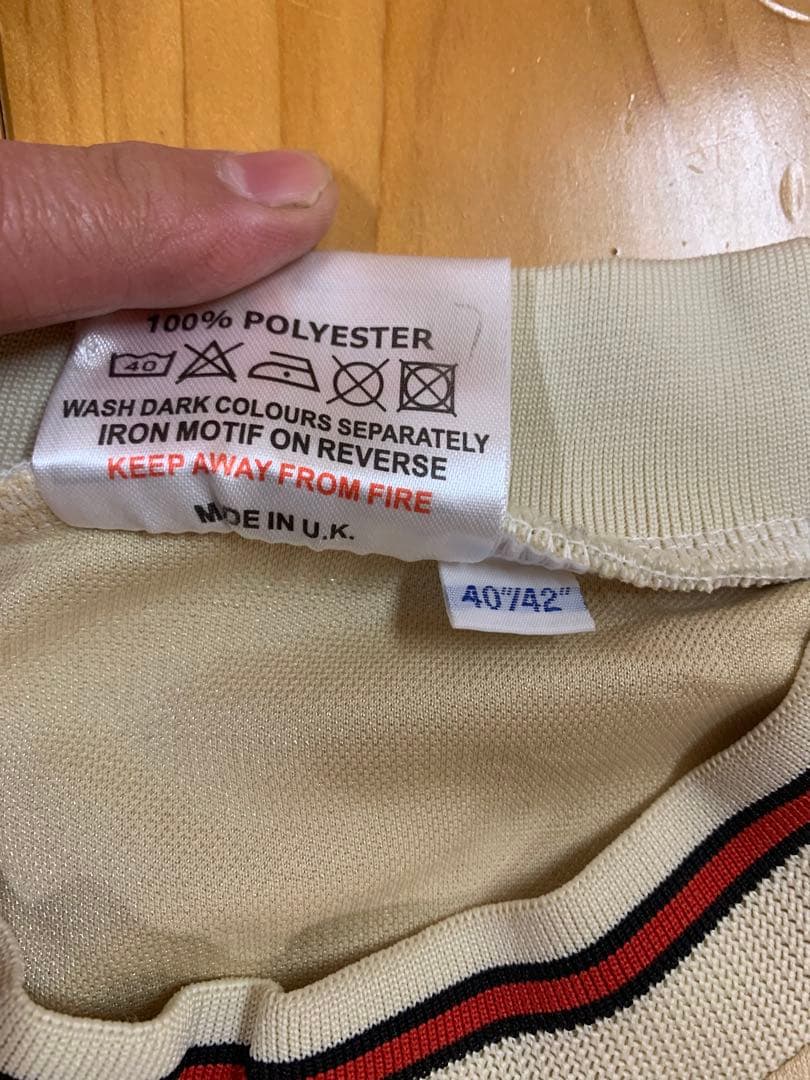 100% POLYESTER
40
WASH DARK COLOURS SEPARATELY
IRON MOTIF ON REVERSE
KEEP AWAY FROM FIRE
MADE IN U.K.
40"/42"